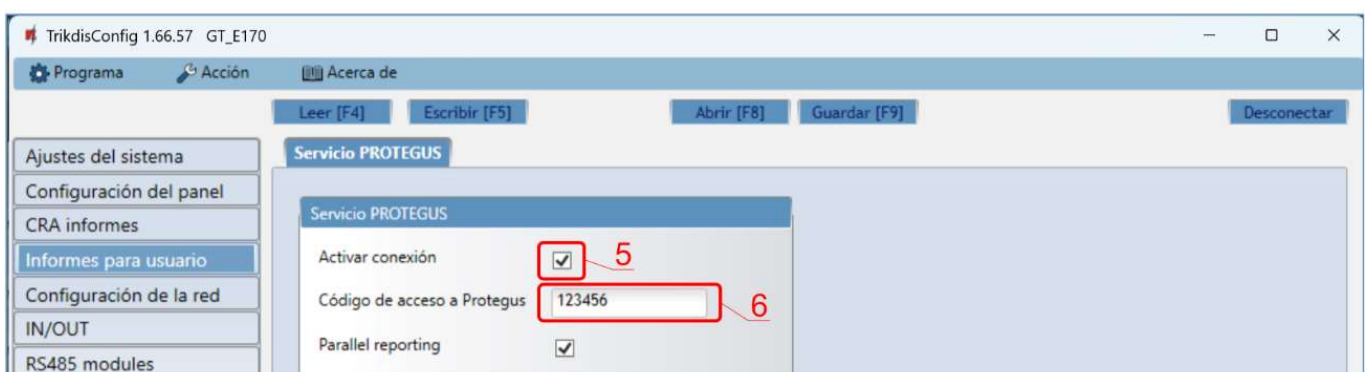 TrikdisConfig 1.66.57 GT_E170
Programa Acción Acerca de
Leer [F4] Escribir [F5] Abrir [F8] Guardar [F9] Desconectar
Ajustes del sistema
Configuración del panel
CRA informes
Informes para usuario
Configuración de la red
IN/OUT
RS485 modules
Servicio PROTEGUS
Servicio PROTEGUS
Activar conexión 5
Código de acceso a Protegus 123456 6
Parallel reporting